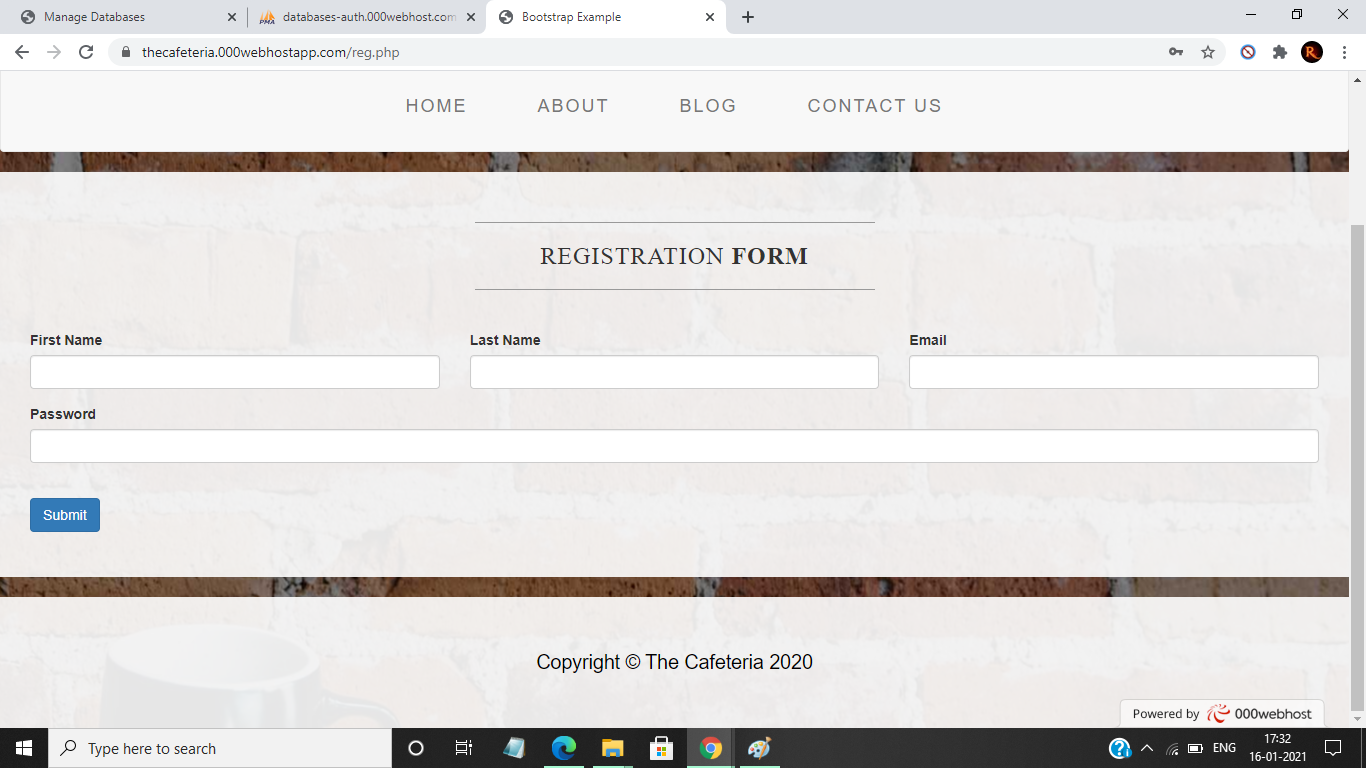 Manage Databases
databases-auth.000webhost.com
Bootstrap Example
thecafeteria.000webhostapp.com/reg.php
HOME ABOUT BLOG CONTACT US
REGISTRATION FORM
First Name Last Name Email
Password
Submit
Copyright © The Cafeteria 2020
Powered by 000webhost
Type here to search
ENG
17:32
16-01-2021
PMA
R